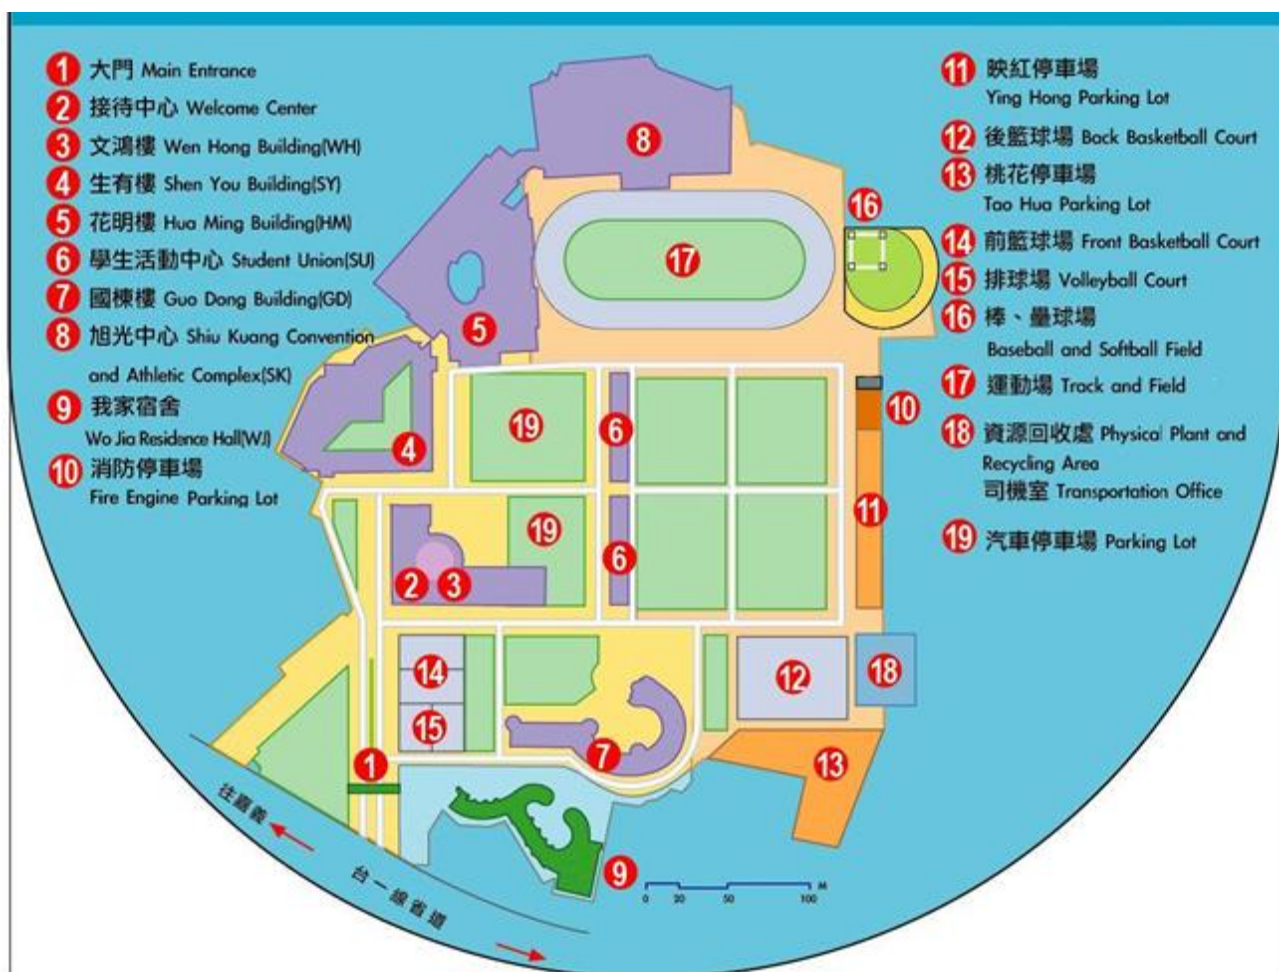 1 大門 Main Entrance
2 接待中心 Welcome Center
3 文鴻樓 Wen Hong Building(WH)
4 生有樓 Shen You Building(SY)
5 花明樓 Hua Ming Building(HM)
6 學生活動中心 Student Union(SU)
7 國棟樓 Guo Dong Building(GD)
8 旭光中心 Shiu Kuang Convention
and Athletic Complex(SK)
9 我家宿舍
Wo Jia Residence Hall(WJ)
10 消防停車場
Fire Engine Parking Lot
11 映紅停車場
Ying Hong Parking Lot
12 後籃球場 Back Basketball Court
13 桃花停車場
Tao Hua Parking Lot
14 前籃球場 Front Basketball Court
15 排球場 Volleyball Court
16 棒、壘球場
Baseball and Softball Field
17 運動場 Track and Field
18 資源回收處 Physical Plant and
Recycling Area
司機室 Transportation Office
19 汽車停車場 Parking Lot
8
16
17
5
10
19
6
4
11
19
6
2
3
14
12
18
15
7
1
13
9
往嘉義
台一線省道
M
0 20 50 100